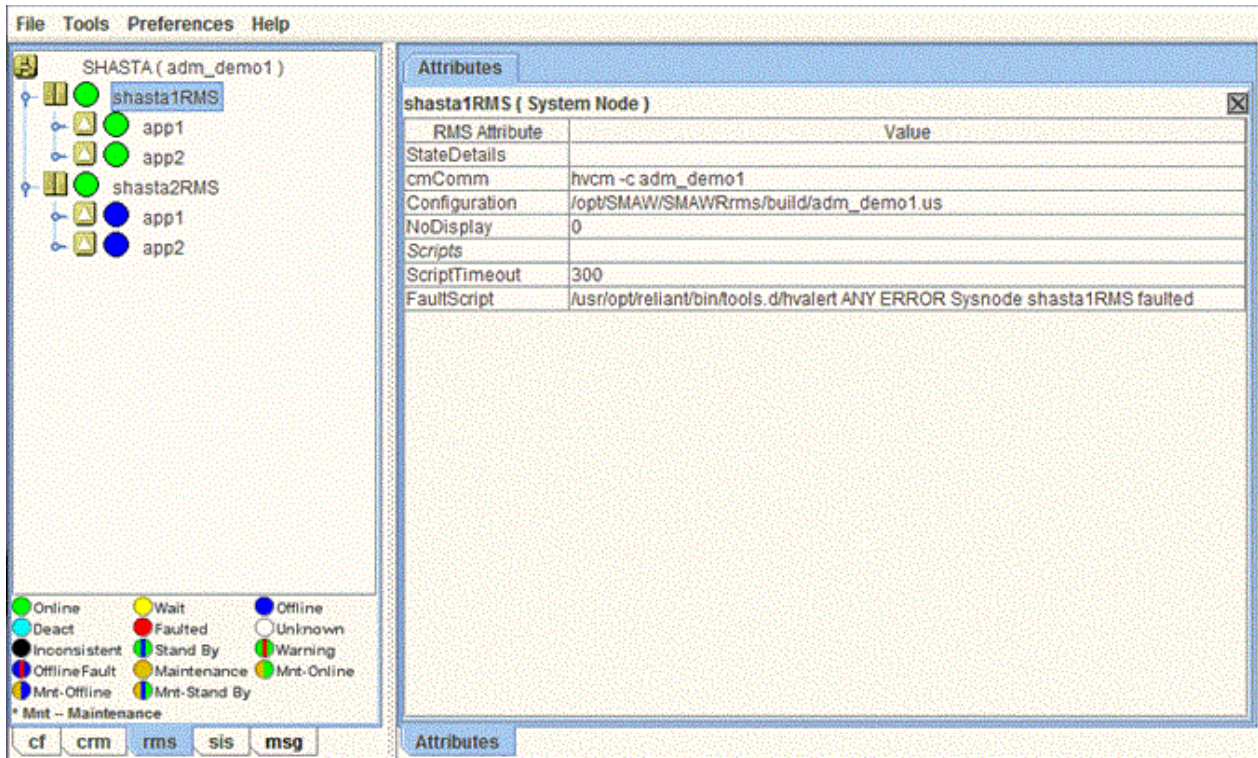 File Tools Preferences Help
SHASTA ( adm_demo1 )
shasta1RMS
app1
app2
shasta2RMS
app1
app2
Online Wait Offline
Deact Faulted Unknown
Inconsistent Stand By Warning
OfflineFault Maintenance Mnt-Online
Mnt-Offline Mnt-Stand By
* Mnt -- Maintenance
cf crm rms sis msg
Attributes
shasta1RMS ( System Node )
RMS Attribute Value
StateDetails
cmComm hvcm -c adm_demo1
Configuration /opt/SMAW/SMAWRrms/build/adm_demo1.us
NoDisplay 0
Scripts
ScriptTimeout 300
FaultScript /usr/opt/reliant/bin/tools.d/hvalert ANY ERROR Sysnode shasta1RMS faulted
Attributes